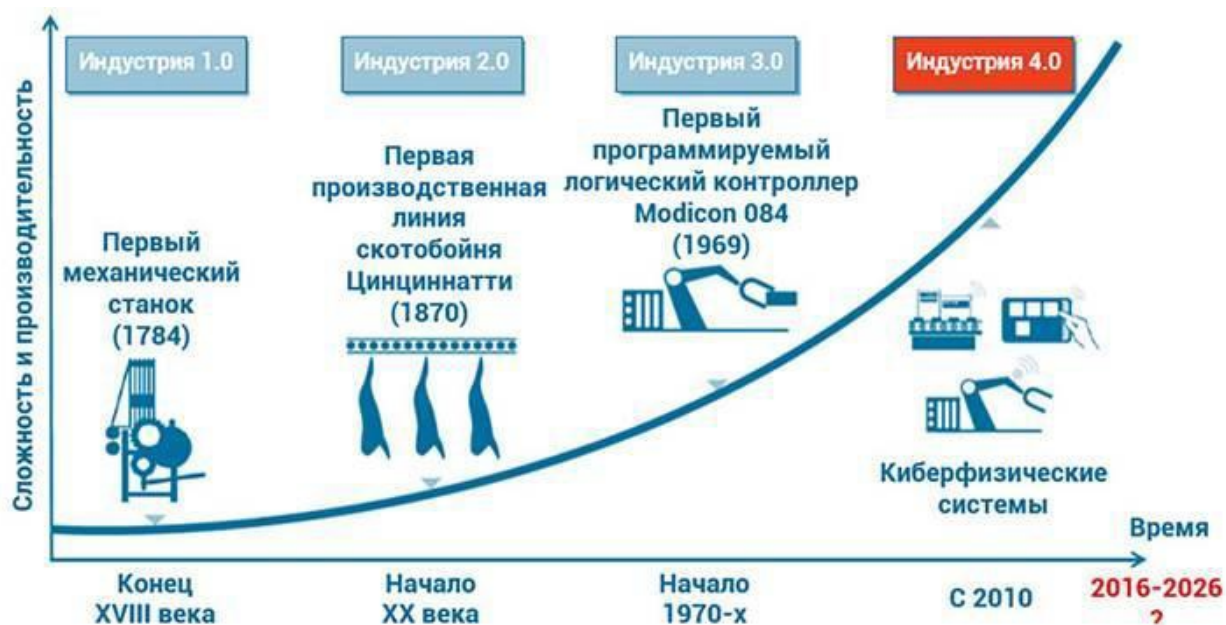 Индустрия 1.0
Индустрия 2.0
Индустрия 3.0
Индустрия 4.0
Сложность и производительность
Первый
механический
станок
(1784)
Первая
производственная
линия
скотобойня
Цинциннатти
(1870)
Первый
программируемый
логический контроллер
Modicon 084
(1969)
Киберфизические
системы
Время
Конец
XVIII века
Начало
XX века
Начало
1970-х
С 2010
2016-2026
?